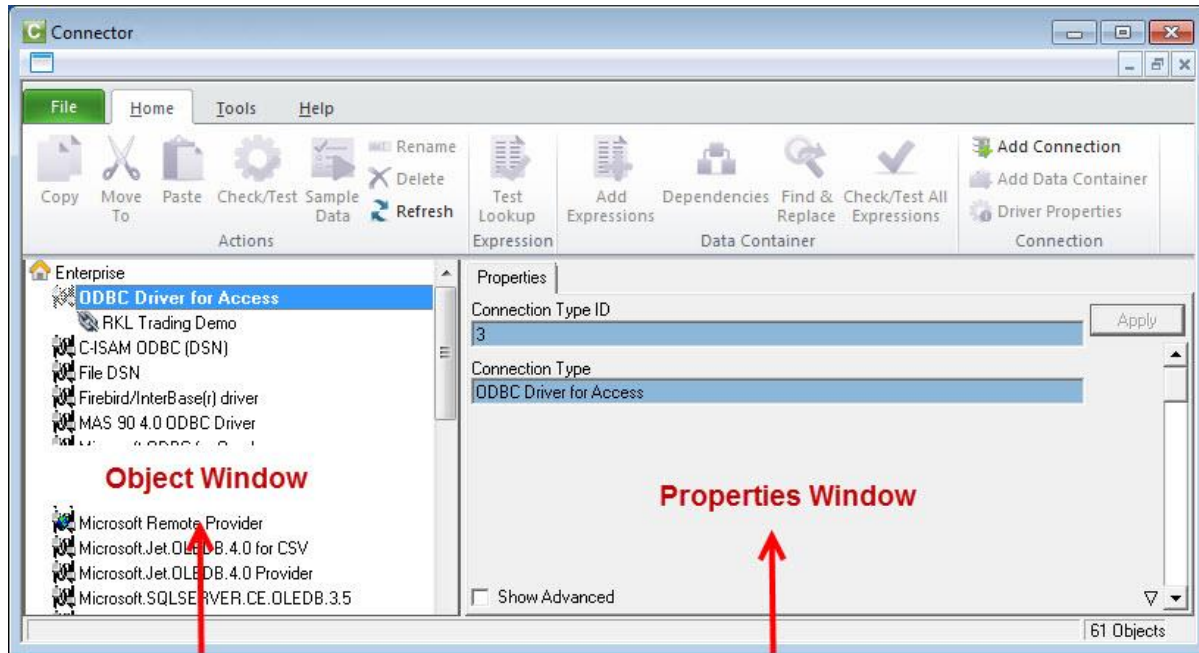 Connector
File Home Tools Help
Copy
Move To
Paste
Check/Test
Sample Data
Rename
Delete
Refresh
Actions
Test Lookup
Expression
Add Expressions
Dependencies
Find & Replace
Check/Test All Expressions
Data Container
Add Connection
Add Data Container
Driver Properties
Connection
Enterprise
ODBC Driver for Access
RKL Trading Demo
C-ISAM ODBC (DSN)
File DSN
Firebird/InterBase(r) driver
MAS 90 4.0 ODBC Driver
Object Window
Microsoft Remote Provider
Microsoft.Jet.OLEDB.4.0 for CSV
Microsoft.Jet.OLEDB.4.0 Provider
Microsoft.SQLSERVER.CE.OLEDB.3.5
Properties
Connection Type ID
3
Apply
Connection Type
ODBC Driver for Access
Properties Window
Show Advanced
61 Objects